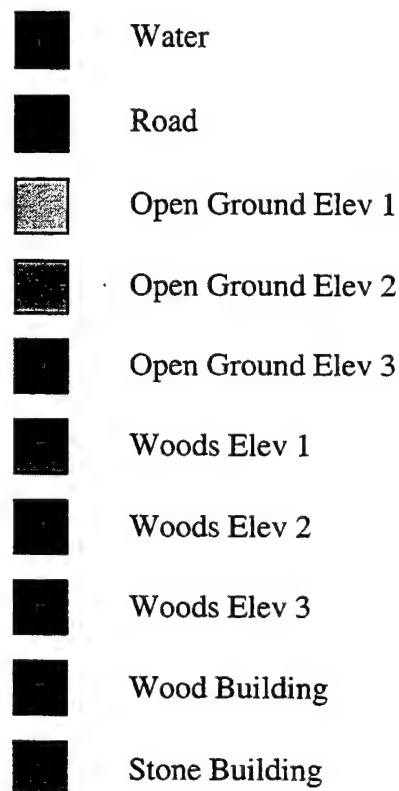 Water
Road
Open Ground Elev 1
Open Ground Elev 2
Open Ground Elev 3
Woods Elev 1
Woods Elev 2
Woods Elev 3
Wood Building
Stone Building